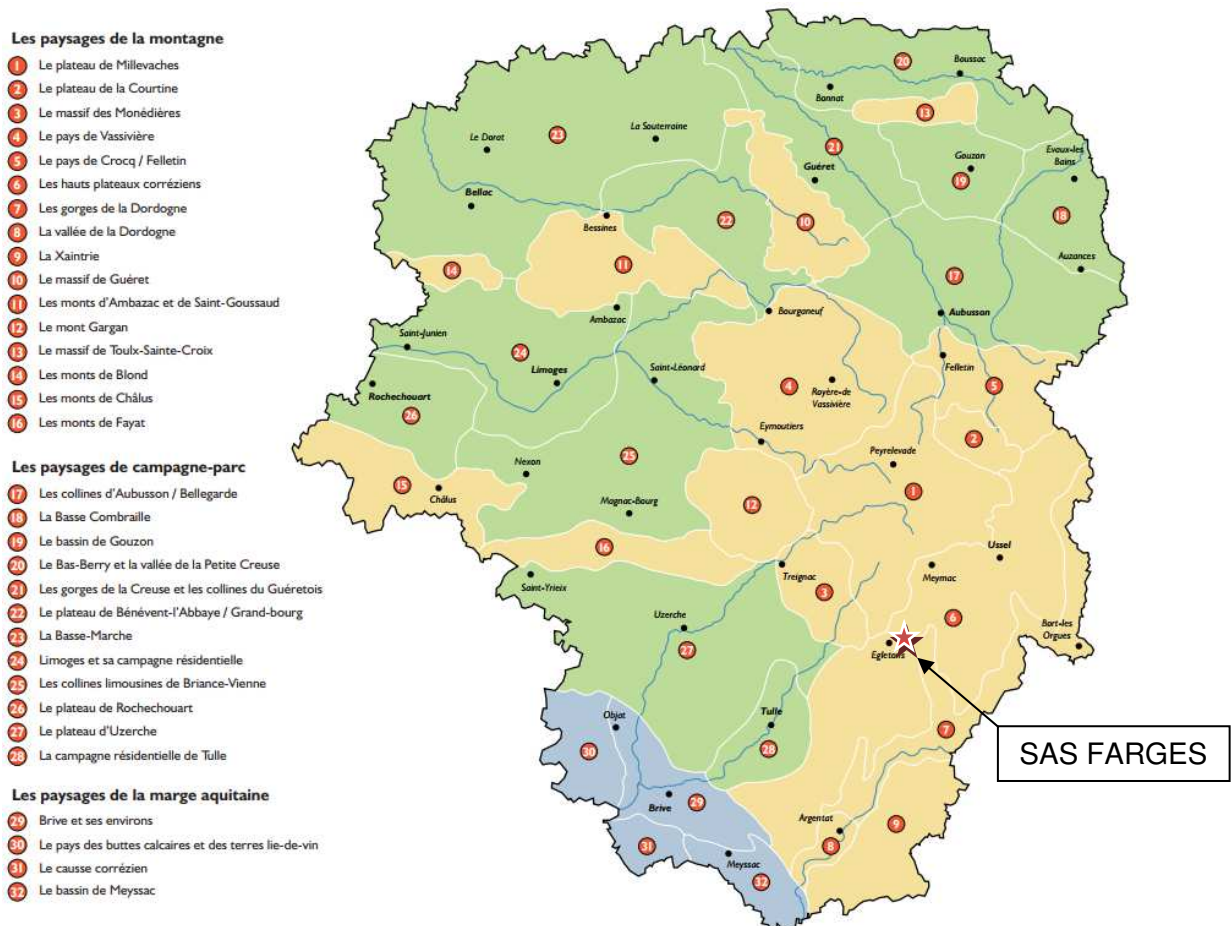 Les paysages de la montagne
1 Le plateau de Millevaches
2 Le plateau de la Courtine
3 Le massif des Monédières
4 Le pays de Vassivière
5 Le pays de Crocq / Felletin
6 Les hauts plateaux corréziens
7 Les gorges de la Dordogne
8 La vallée de la Dordogne
9 La Xaintrie
10 Le massif de Guéret
11 Les monts d'Ambazac et de Saint-Goussaud
12 Le mont Gargan
13 Le massif de Toulx-Sainte-Croix
14 Les monts de Blond
15 Les monts de Châlus
16 Les monts de Fayat
Les paysages de campagne-parc
17 Les collines d'Aubusson / Bellegarde
18 La Basse Combraille
19 Le bassin de Gouzon
20 Le Bas-Berry et la vallée de la Petite Creuse
21 Les gorges de la Creuse et les collines du Guéretois
22 Le plateau de Bénévent-l'Abbaye / Grand-bourg
23 La Basse-Marche
24 Limoges et sa campagne résidentielle
25 Les collines limousines de Briance-Vienne
26 Le plateau de Rochechouart
27 Le plateau d'Uzerche
28 La campagne résidentielle de Tulle
Les paysages de la marge aquitaine
29 Brive et ses environs
30 Le pays des buttes calcaires et des terres lie-de-vin
31 Le causse corrézien
32 Le bassin de Meyssac
20
Boussac
Bonnat
13
23
La Souterraine
Le Dorat
21
Gouzon
Evaux-les
Bains
Guéret
19
Bellac
18
Bessines
22
10
11
14
17
Auzances
Ambazac
Bourganeuf
Aubusson
Saint-Junien
24
Felletin
Limoges
Saint-Léonard
4
Royère-de
Vassivière
5
Rochechouart
26
Eymoutiers
2
Nexon
25
Peyrelevade
15
Châlus
1
Magnac-Bourg
12
16
Ussel
Saint-Yrieix
Treignac
Meymac
3
Uzerche
6
Bort-les
Orgues
27
Egletons
Objat
Tulle
7
30
28
SAS FARGES
Brive
29
Argentat
9
31
8
Meyssac
32